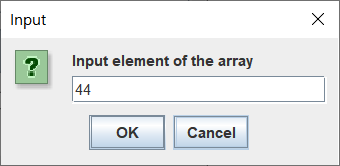 Input
Input element of the array
44
OK
Cancel